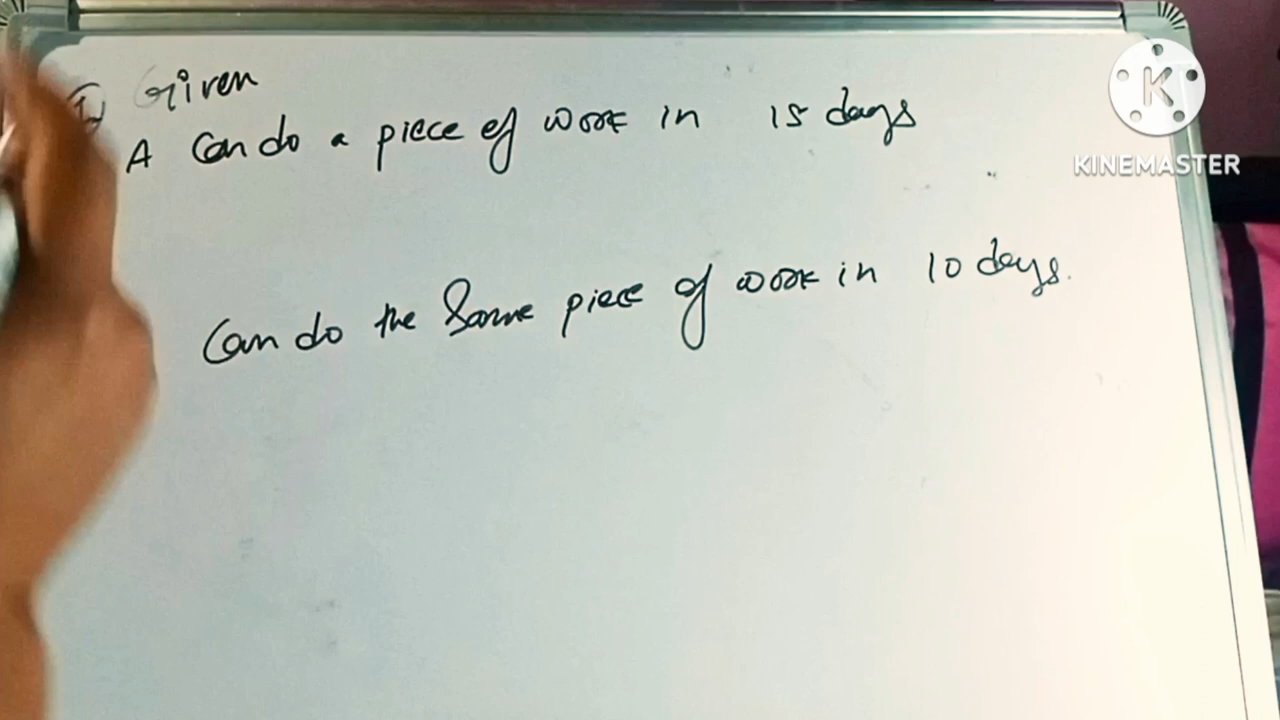 ① Given
A can do a piece of work in 15 days
can do the same piece of work in 10 days.
K
KINEMASTER